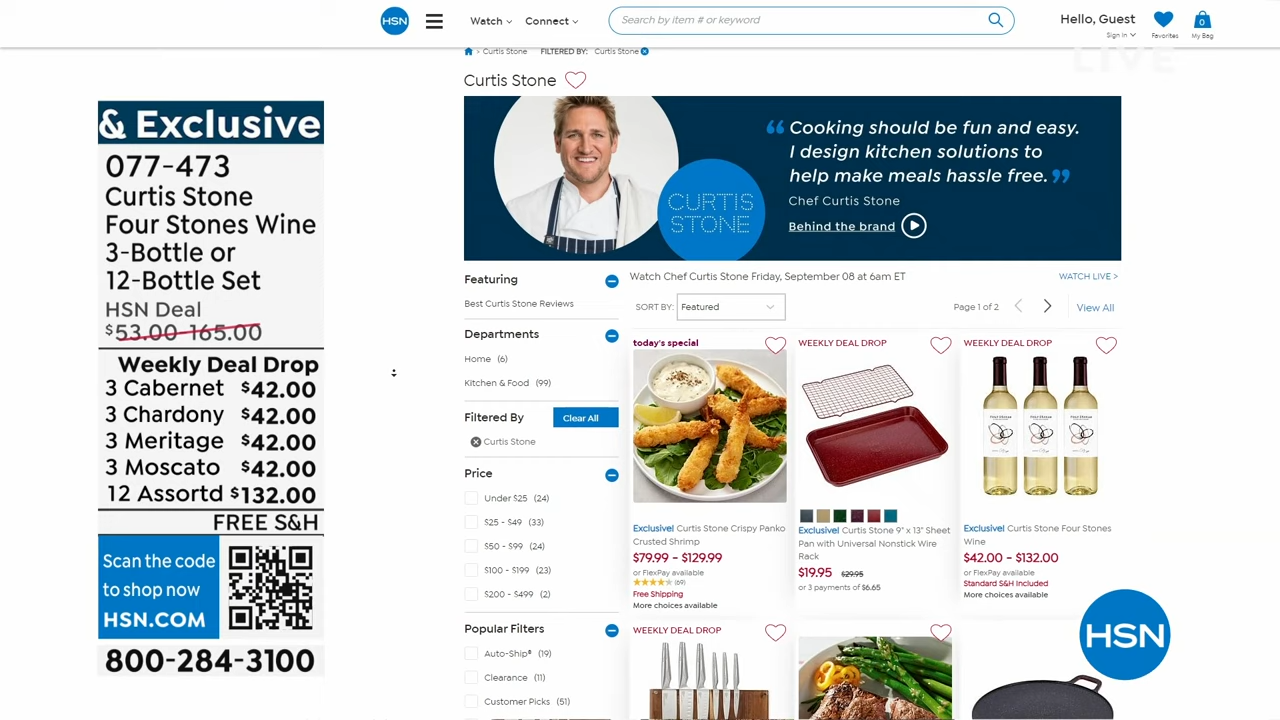 HSN
Watch
Connect
Search by item # or keyword
Hello, Guest
Sign In
Favorites
0
My Bag
> Curtis Stone
FILTERED BY:
Curtis Stone
LIVE
Curtis Stone
“ Cooking should be fun and easy.
I design kitchen solutions to
help make meals hassle free. ”
Chef Curtis Stone
Behind the brand
CURTIS
STONE
& Exclusive
077-473
Curtis Stone
Four Stones Wine
3-Bottle or
12-Bottle Set
HSN Deal
$53.00-165.00
Weekly Deal Drop
3 Cabernet $42.00
3 Chardony $42.00
3 Meritage $42.00
3 Moscato $42.00
12 Assortd $132.00
FREE S&H
Scan the code
to shop now
HSN.COM
800-284-3100
Featuring
Best Curtis Stone Reviews
Departments
Home (6)
Kitchen & Food (99)
Filtered By
Clear All
Curtis Stone
Price
Under $25 (24)
$25 - $49 (33)
$50 - $99 (24)
$100 - $199 (23)
$200 - $499 (2)
Popular Filters
Auto-Ship® (19)
Clearance (11)
Customer Picks (51)
Watch Chef Curtis Stone Friday, September 08 at 6am ET
WATCH LIVE >
SORT BY:
Featured
Page 1 of 2
View All
today's special
Exclusive! Curtis Stone Crispy Panko
Crusted Shrimp
$79.99 - $129.99
or FlexPay available
(69)
Free Shipping
More choices available
WEEKLY DEAL DROP
Exclusive! Curtis Stone 9" x 13" Sheet
Pan with Universal Nonstick Wire
Rack
$19.95 $29.95
or 3 payments of $6.65
WEEKLY DEAL DROP
Exclusive! Curtis Stone Four Stones
Wine
$42.00 - $132.00
or FlexPay available
Standard S&H Included
More choices available
WEEKLY DEAL DROP
HSN